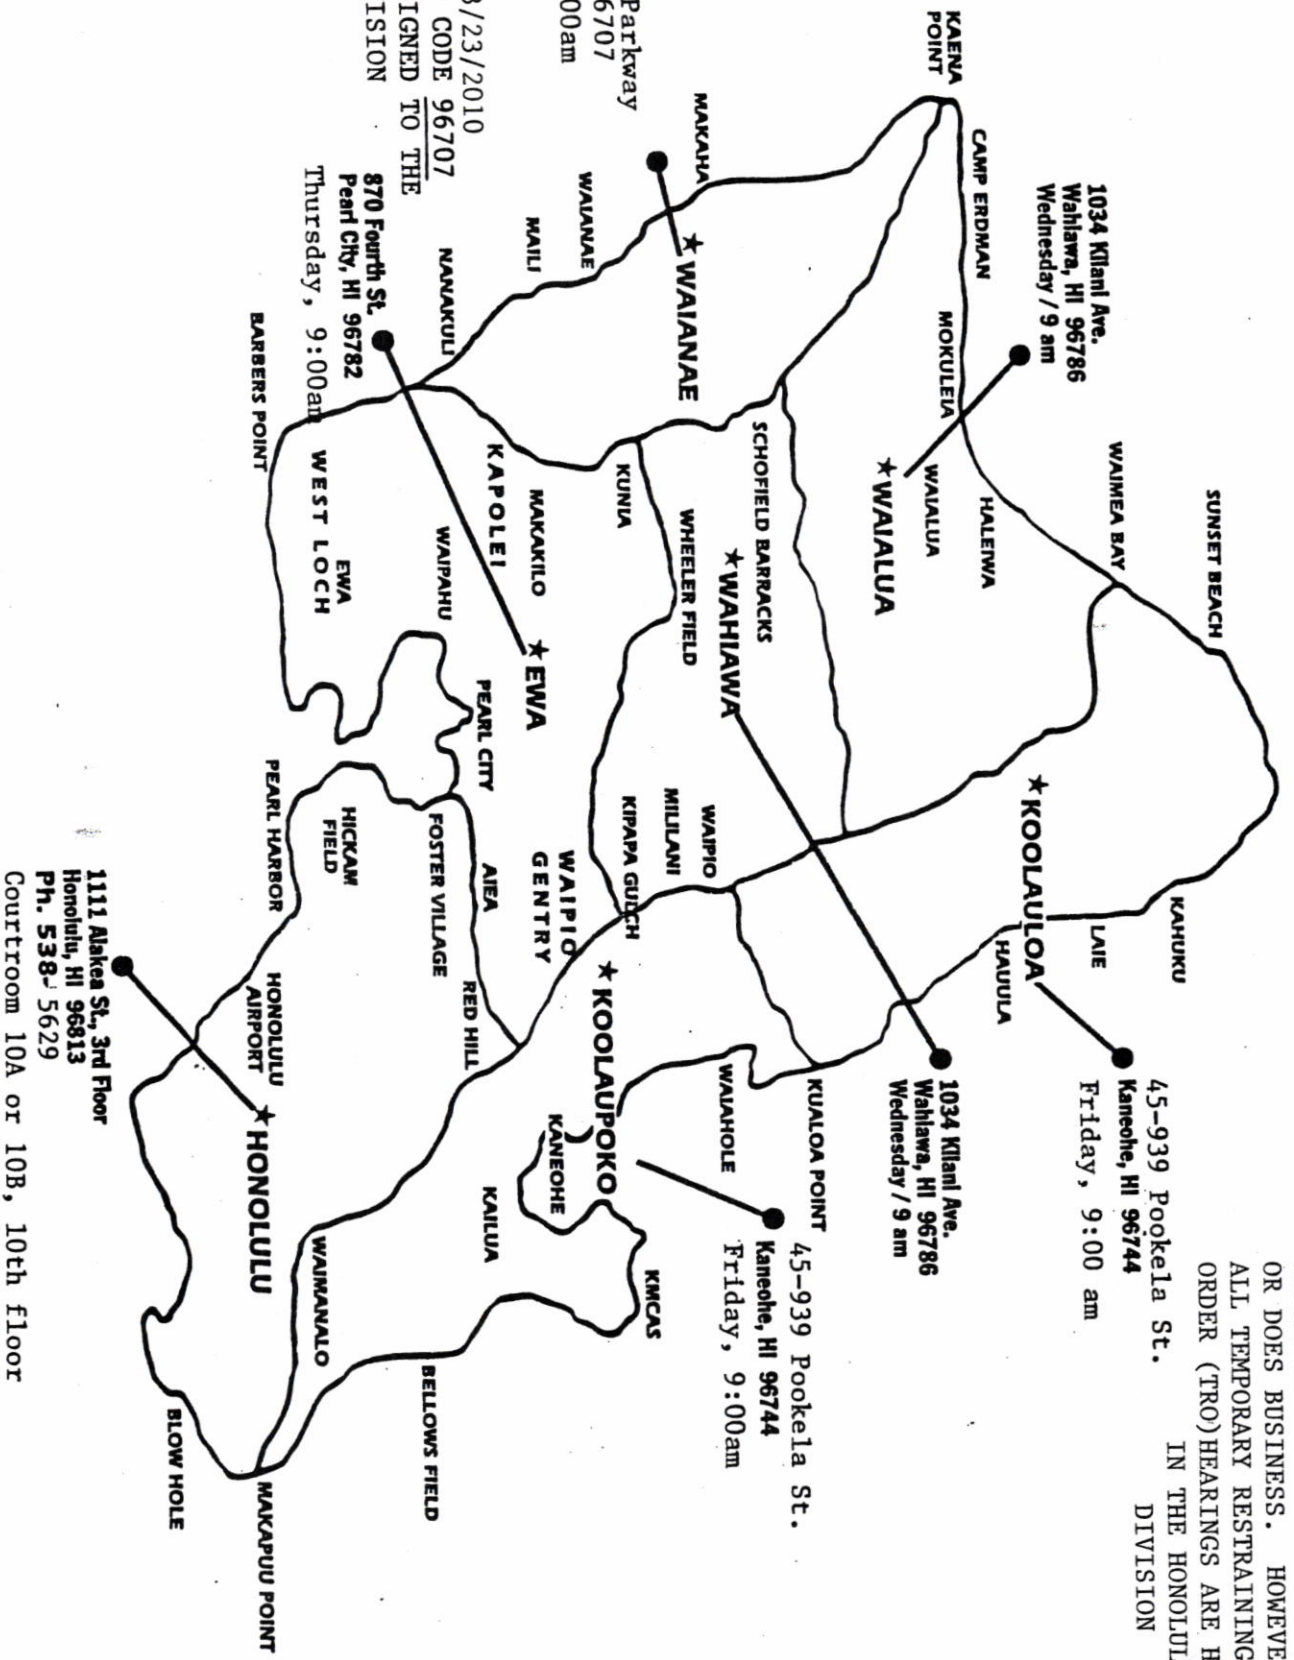 OR DOES BUSINESS. HOWEVE
ALL TEMPORARY RESTRAINING
ORDER (TRO)HEARINGS ARE H
IN THE HONOLUL
DIVISION
SUNSET BEACH
KAHUKU
WAIMEA BAY
LAIE
45-939 Pookela St.
Kaneohe, HI 96744
Friday, 9:00 am
1034 Kilani Ave.
Wahiawa, HI 96786
Wednesday / 9 am
★KOOLAULOA
HAUULA
KAENA
POINT
CAMP ERDMAN
MOKULEIA
HALEIWA
WAIALUA
★WAIALUA
1034 Kilani Ave.
Wahiawa, HI 96786
Wednesday / 9 am
KUALOA POINT
45-939 Pookela St.
Kaneohe, HI 96744
Friday, 9:00am
SCHOFIELD BARRACKS
★WAHIAWA
WAIPIO
WAIAHOLE
MAKAHA
★WAIANAE
WHEELER FIELD
MILILANI
KIPAPA GULCH
KMCAS
Parkway
6707
00am
KUNIA
★KOOLAUPOKO
WAIANAE
MAILI
MAKAKILO
★EWA
WAIPIO
GENTRY
KANEOHE
KAILUA
KAPOLEI
PEARL CITY
AIEA
RED HILL
NANAKULI
WAIPAHU
FOSTER VILLAGE
BELLOWS FIELD
3/23/2010
CODE 96707
IGNED TO THE
ISION
870 Fourth St.
Pearl City, HI 96782
Thursday, 9:00am
EWA
WEST LOCH
HICKAM
FIELD
WAIMANALO
BARBERS POINT
PEARL HARBOR
HONOLULU
AIRPORT
★HONOLULU
MAKAPUU POINT
BLOW HOLE
1111 Alakea St., 3rd Floor
Honolulu, HI 96813
Ph. 538-5629
Courtroom 10A or 10B, 10th floor